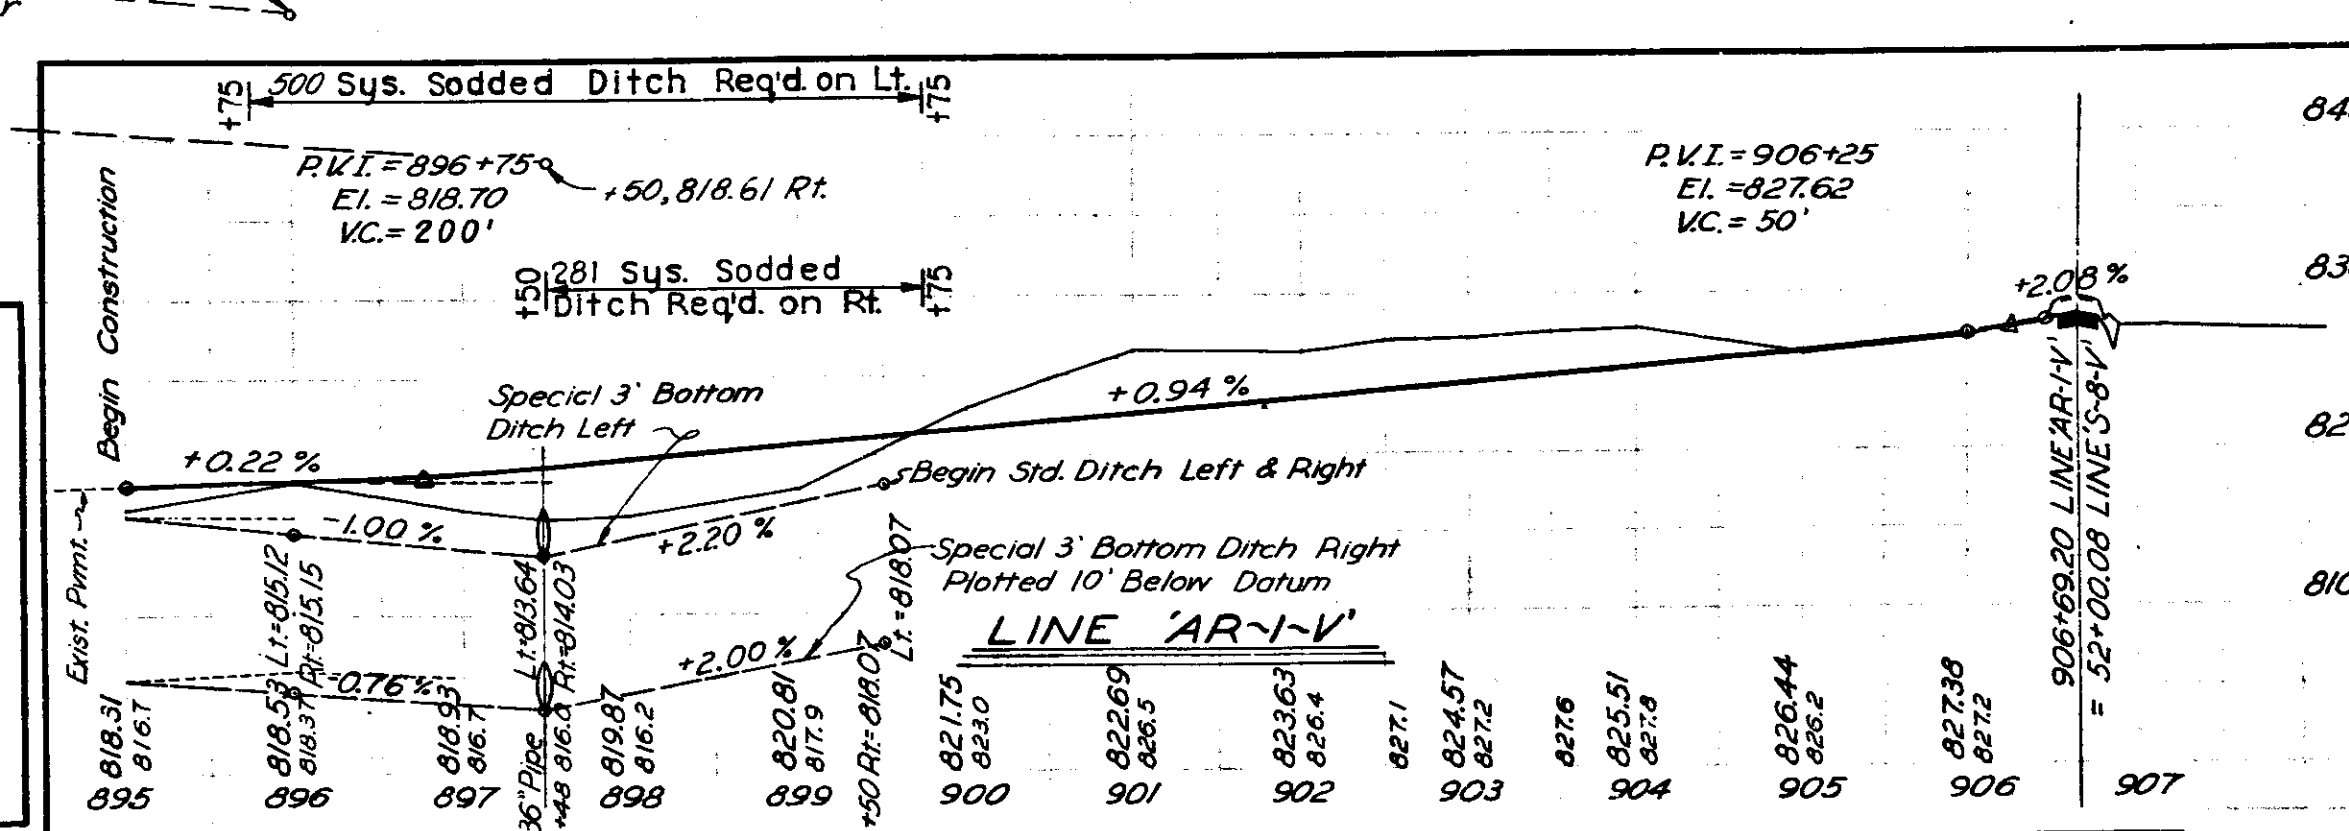 500 Sys. Sodded Ditch Req'd. on Lt.
+75
+75
P.V.I. = 896+75
El. = 818.70
V.C. = 200'
+50, 818.61 Rt.
P.V.I. = 906+25
El. = 827.62
V.C. = 50'
Begin Construction
+50
281 Sys. Sodded
Ditch Req'd. on Rt.
+75
+2.08 %
Special 3' Bottom
Ditch Left
+0.94 %
+0.22 %
Begin Std. Ditch Left & Right
-1.00 %
+2.20 %
Special 3' Bottom Ditch Right
Plotted 10' Below Datum
LINE 'AR~1~V'
Exist. Pvmt.
Lt.=815.12
Rt.=815.15
Lt.=813.64
Rt.=814.03
Lt.=818.07
-0.76 %
+2.00 %
+50 Rt.=818.07
36" Pipe
+48 816.0
906+69.20 LINE 'AR-1-V'
= 52+00.08 LINE 'S-8-V'
818.31
816.7
818.53
818.37
818.93
816.7
819.87
816.2
820.81
817.9
821.75
823.0
822.69
826.5
823.63
826.4
827.1
824.57
827.2
827.6
825.51
827.8
826.44
826.2
827.38
827.2
895 896 897 898 899 900 901 902 903 904 905 906 907